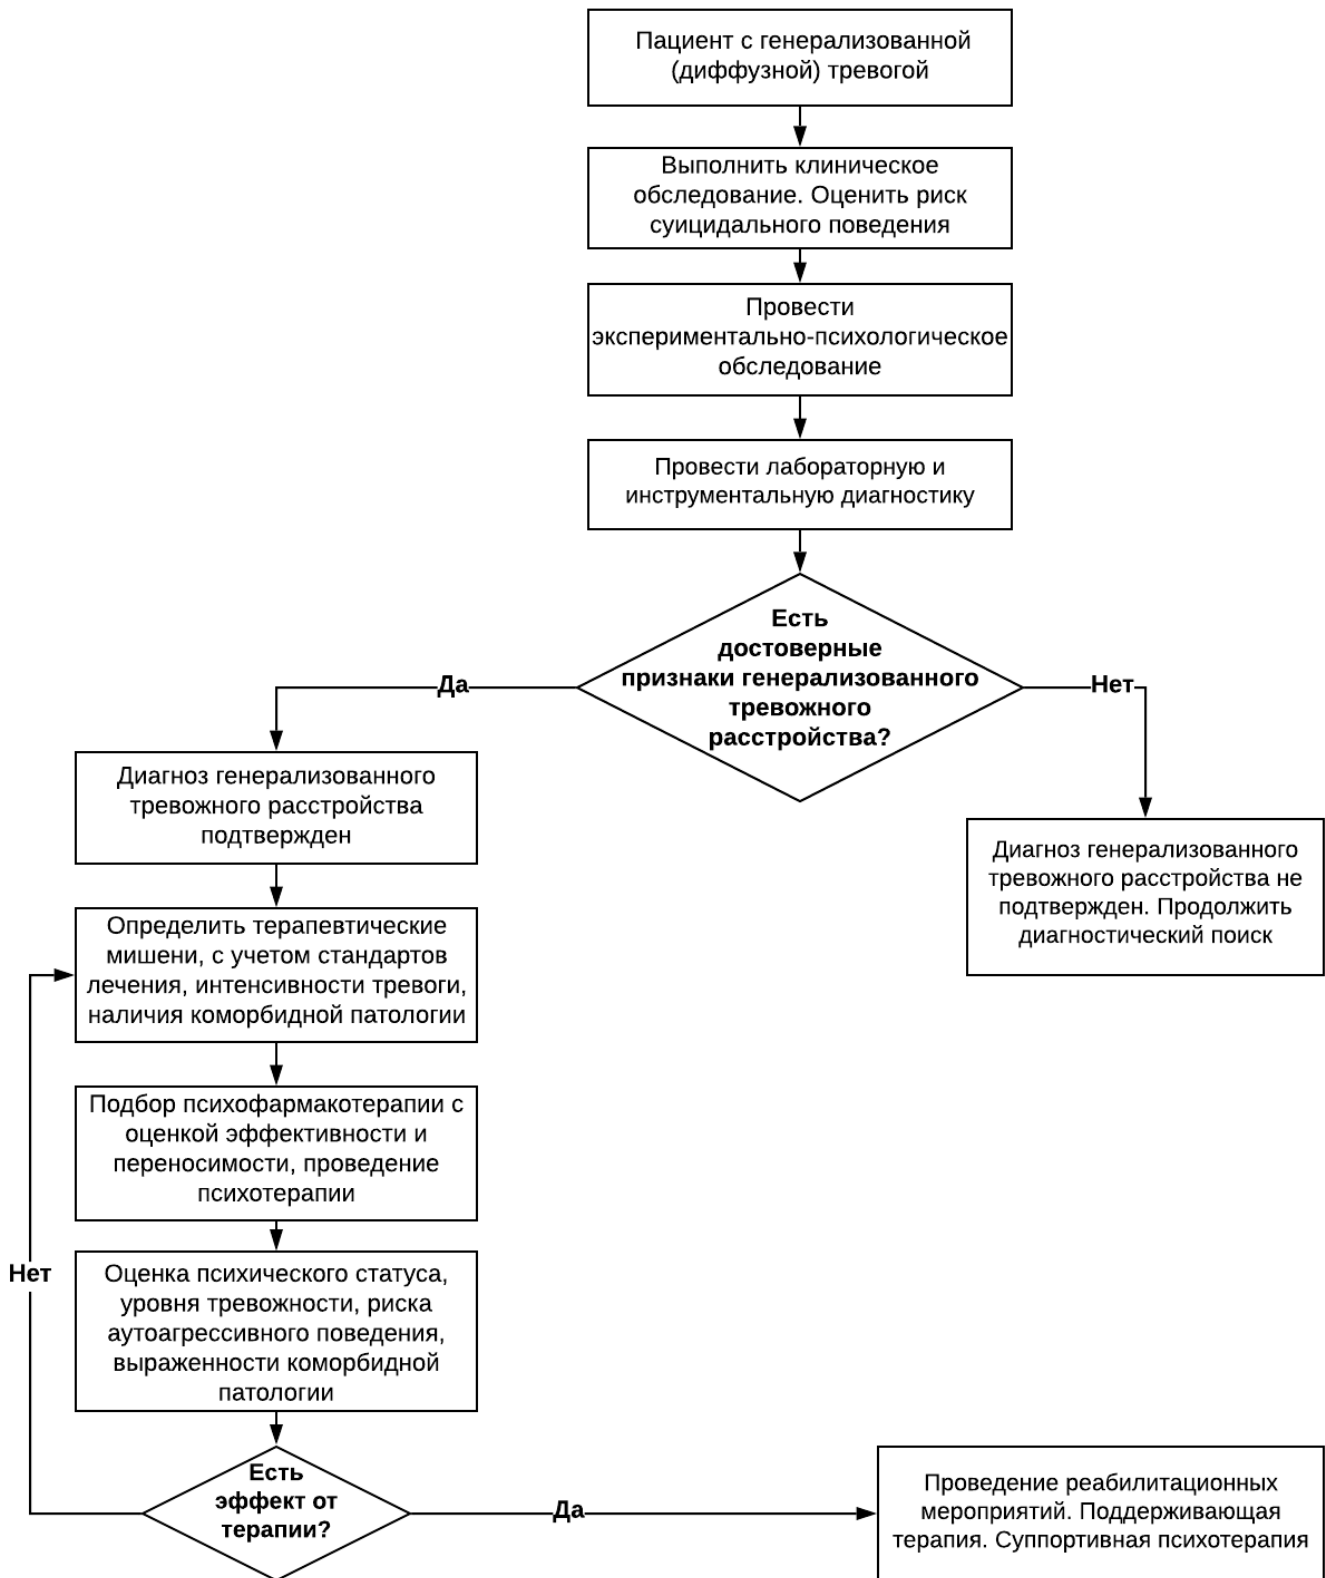 Пациент с генерализованной
(диффузной) тревогой
Выполнить клиническое
обследование. Оценить риск
суицидального поведения
Провести
экспериментально-психологическое
обследование
Провести лабораторную и
инструментальную диагностику
Есть
достоверные
признаки генерализованного
тревожного
расстройства?
Да
Нет
Диагноз генерализованного
тревожного расстройства
подтвержден
Диагноз генерализованного
тревожного расстройства не
подтвержден. Продолжить
диагностический поиск
Определить терапевтические
мишени, с учетом стандартов
лечения, интенсивности тревоги,
наличия коморбидной патологии
Подбор психофармакотерапии с
оценкой эффективности и
переносимости, проведение
психотерапии
Оценка психического статуса,
уровня тревожности, риска
аутоагрессивного поведения,
выраженности коморбидной
патологии
Нет
Есть
эффект от
терапии?
Да
Проведение реабилитационных
мероприятий. Поддерживающая
терапия. Суппортивная психотерапия